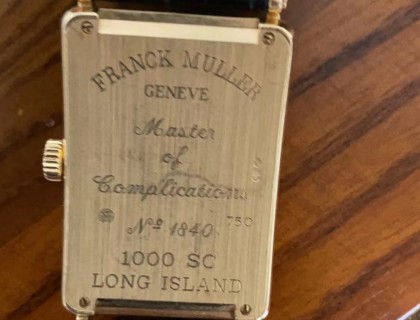 FRANCK MULLER
GENEVE
Master
of
Complications
750
Nº 1840
1000 SC
LONG ISLAND